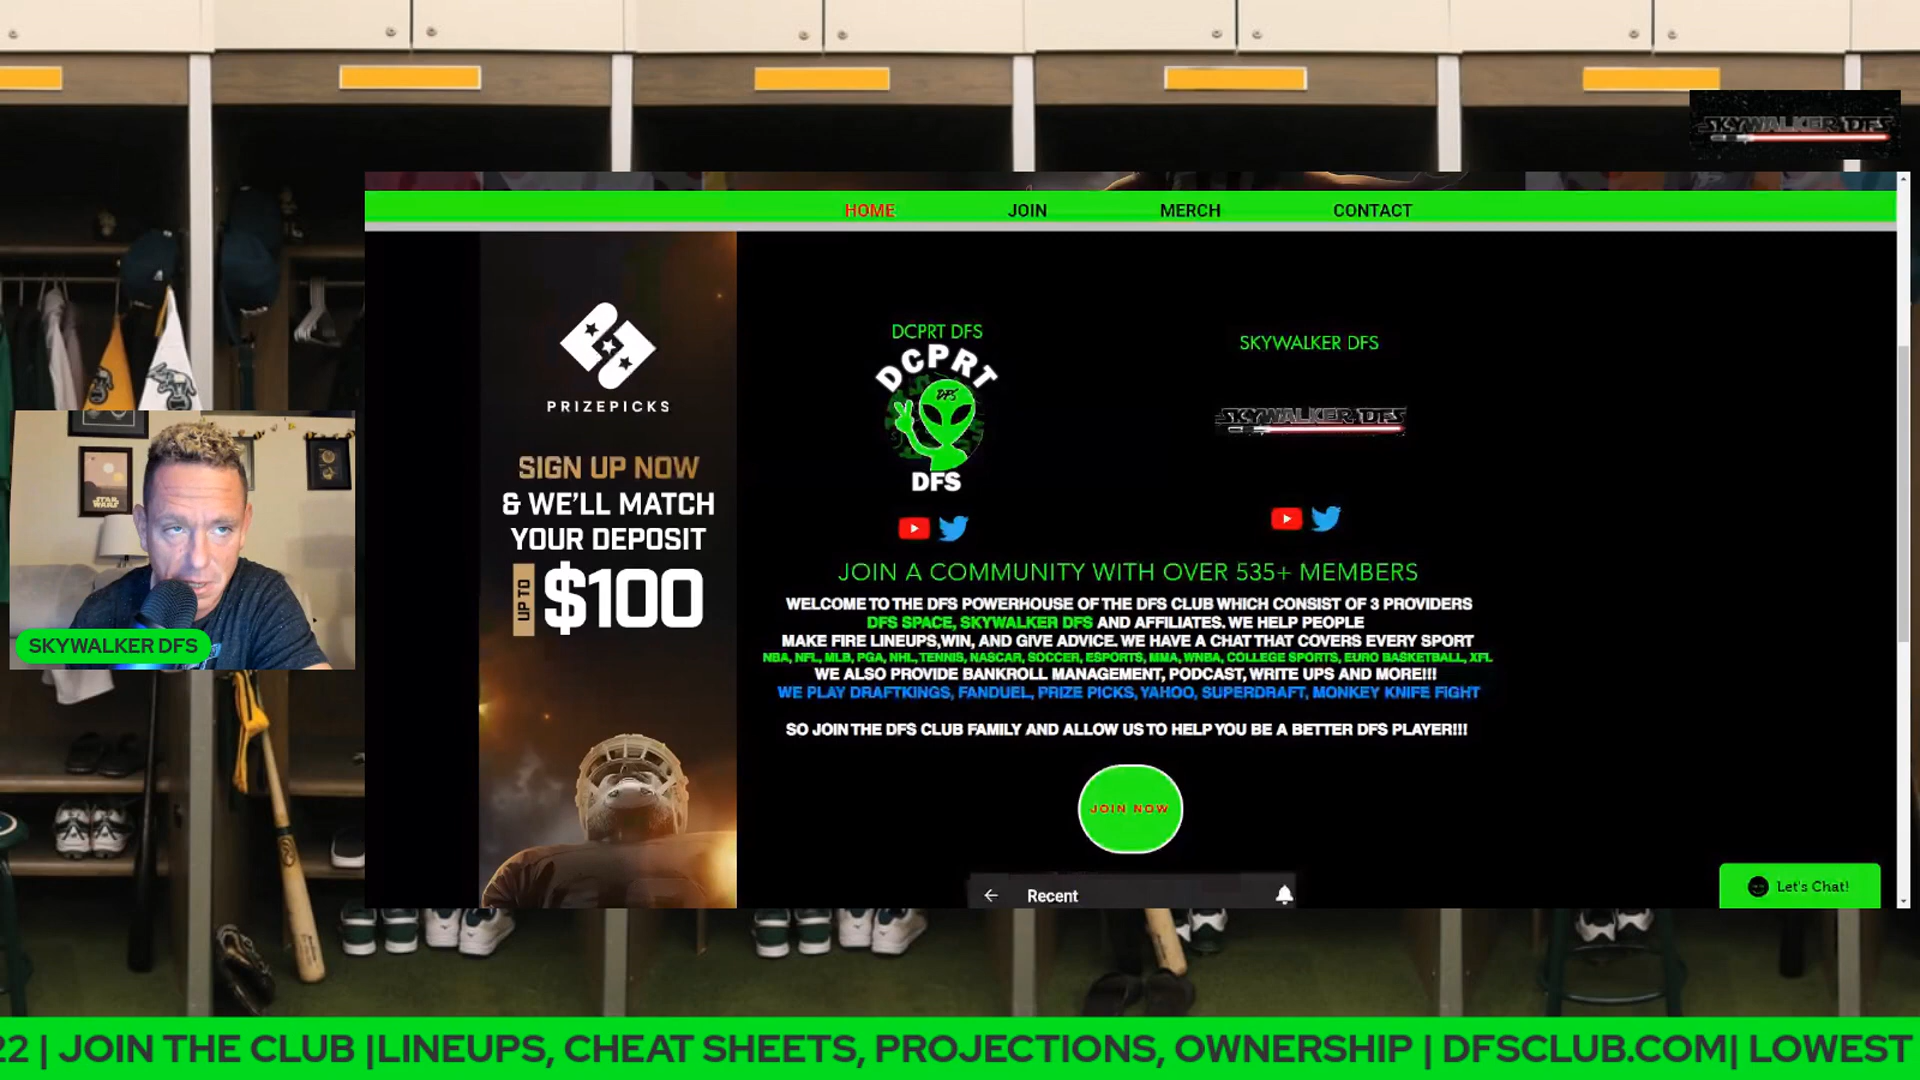 SKYWALKER DFS
HOME
JOIN
MERCH
CONTACT
PRIZEPICKS
SIGN UP NOW
& WE'LL MATCH
YOUR DEPOSIT
UP TO $100
DCPRT DFS
DCPRT
DFS
DFS
SKYWALKER DFS
SKYWALKER DFS
JOIN A COMMUNITY WITH OVER 535+ MEMBERS
WELCOME TO THE DFS POWERHOUSE OF THE DFS CLUB WHICH CONSIST OF 3 PROVIDERS
DFS SPACE, SKYWALKER DFS AND AFFILIATES. WE HELP PEOPLE
MAKE FIRE LINEUPS,WIN, AND GIVE ADVICE. WE HAVE A CHAT THAT COVERS EVERY SPORT
NBA, NFL, MLB, PGA, NHL, TENNIS, NASCAR, SOCCER, ESPORTS, MMA, WNBA, COLLEGE SPORTS, EURO BASKETBALL, XFL
WE ALSO PROVIDE BANKROLL MANAGEMENT, PODCAST, WRITE UPS AND MORE!!!
WE PLAY DRAFTKINGS, FANDUEL, PRIZE PICKS, YAHOO, SUPERDRAFT, MONKEY KNIFE FIGHT
SO JOIN THE DFS CLUB FAMILY AND ALLOW US TO HELP YOU BE A BETTER DFS PLAYER!!!
JOIN NOW
Recent
Let's Chat!
STAR
WARS
SKYWALKER DFS
22 | JOIN THE CLUB |LINEUPS, CHEAT SHEETS, PROJECTIONS, OWNERSHIP | DFSCLUB.COM| LOWEST